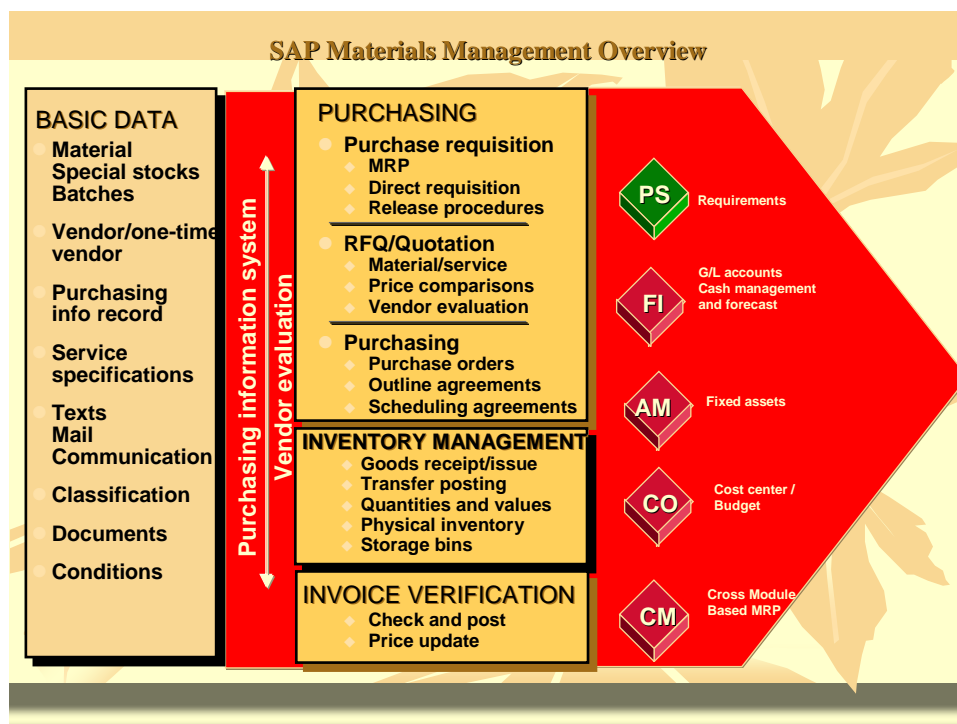 SAP Materials Management Overview
BASIC DATA
Material
Special stocks
Batches
Vendor/one-time
vendor
Purchasing
info record
Service
specifications
Texts
Mail
Communication
Classification
Documents
Conditions
Purchasing information system
Vendor evaluation
PURCHASING
Purchase requisition
MRP
Direct requisition
Release procedures
RFQ/Quotation
Material/service
Price comparisons
Vendor evaluation
Purchasing
Purchase orders
Outline agreements
Scheduling agreements
INVENTORY MANAGEMENT
Goods receipt/issue
Transfer posting
Quantities and values
Physical inventory
Storage bins
INVOICE VERIFICATION
Check and post
Price update
PS
Requirements
FI
G/L accounts
Cash management
and forecast
AM
Fixed assets
CO
Cost center /
Budget
CM
Cross Module
Based MRP